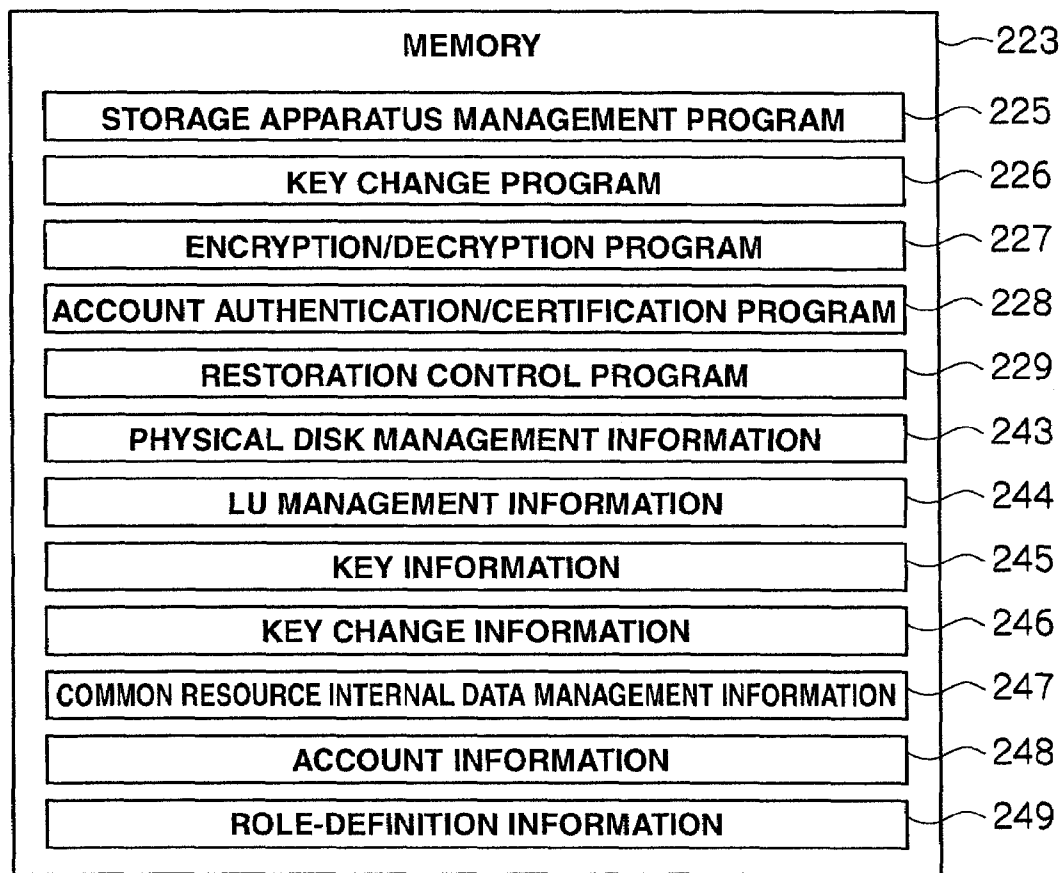 MEMORY 223
STORAGE APPARATUS MANAGEMENT PROGRAM 225
KEY CHANGE PROGRAM 226
ENCRYPTION/DECRYPTION PROGRAM 227
ACCOUNT AUTHENTICATION/CERTIFICATION PROGRAM 228
RESTORATION CONTROL PROGRAM 229
PHYSICAL DISK MANAGEMENT INFORMATION 243
LU MANAGEMENT INFORMATION 244
KEY INFORMATION 245
KEY CHANGE INFORMATION 246
COMMON RESOURCE INTERNAL DATA MANAGEMENT INFORMATION 247
ACCOUNT INFORMATION 248
ROLE-DEFINITION INFORMATION 249